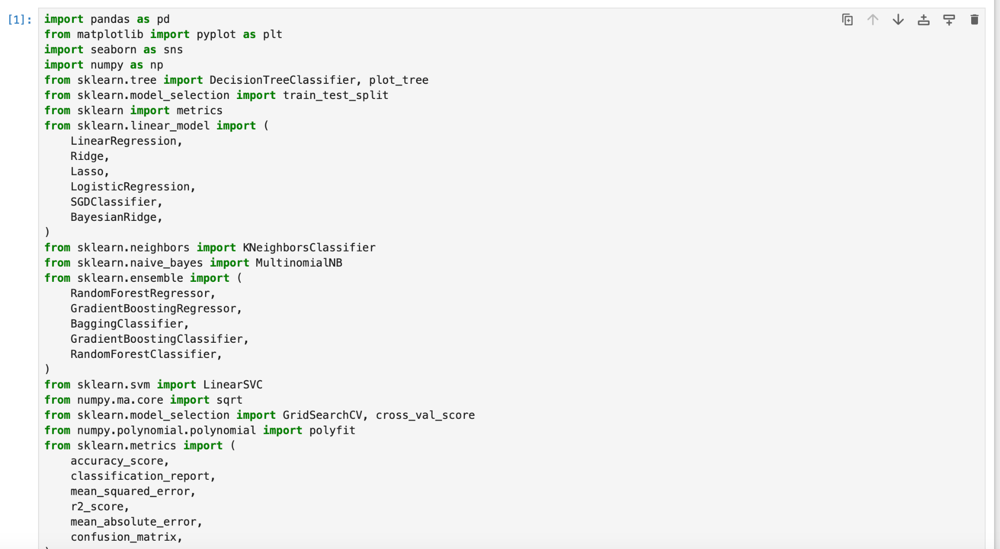 [1]:
import pandas as pd
from matplotlib import pyplot as plt
import seaborn as sns
import numpy as np
from sklearn.tree import DecisionTreeClassifier, plot_tree
from sklearn.model_selection import train_test_split
from sklearn import metrics
from sklearn.linear_model import (
    LinearRegression,
    Ridge,
    Lasso,
    LogisticRegression,
    SGDClassifier,
    BayesianRidge,
)
from sklearn.neighbors import KNeighborsClassifier
from sklearn.naive_bayes import MultinomialNB
from sklearn.ensemble import (
    RandomForestRegressor,
    GradientBoostingRegressor,
    BaggingClassifier,
    GradientBoostingClassifier,
    RandomForestClassifier,
)
from sklearn.svm import LinearSVC
from numpy.ma.core import sqrt
from sklearn.model_selection import GridSearchCV, cross_val_score
from numpy.polynomial.polynomial import polyfit
from sklearn.metrics import (
    accuracy_score,
    classification_report,
    mean_squared_error,
    r2_score,
    mean_absolute_error,
    confusion_matrix,